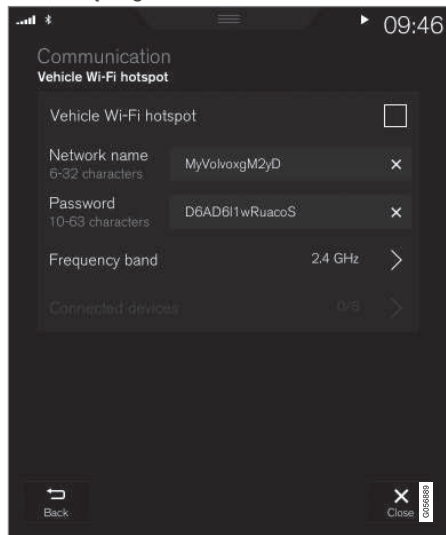 09:46
Communication
Vehicle Wi-Fi hotspot
Vehicle Wi-Fi hotspot
Network name
6-32 characters
MyVolvoxgM2yD
Password
10-63 characters
D6AD6l1wRuacoS
Frequency band
2.4 GHz
Connected devices
0/8
Back
Close
G056889